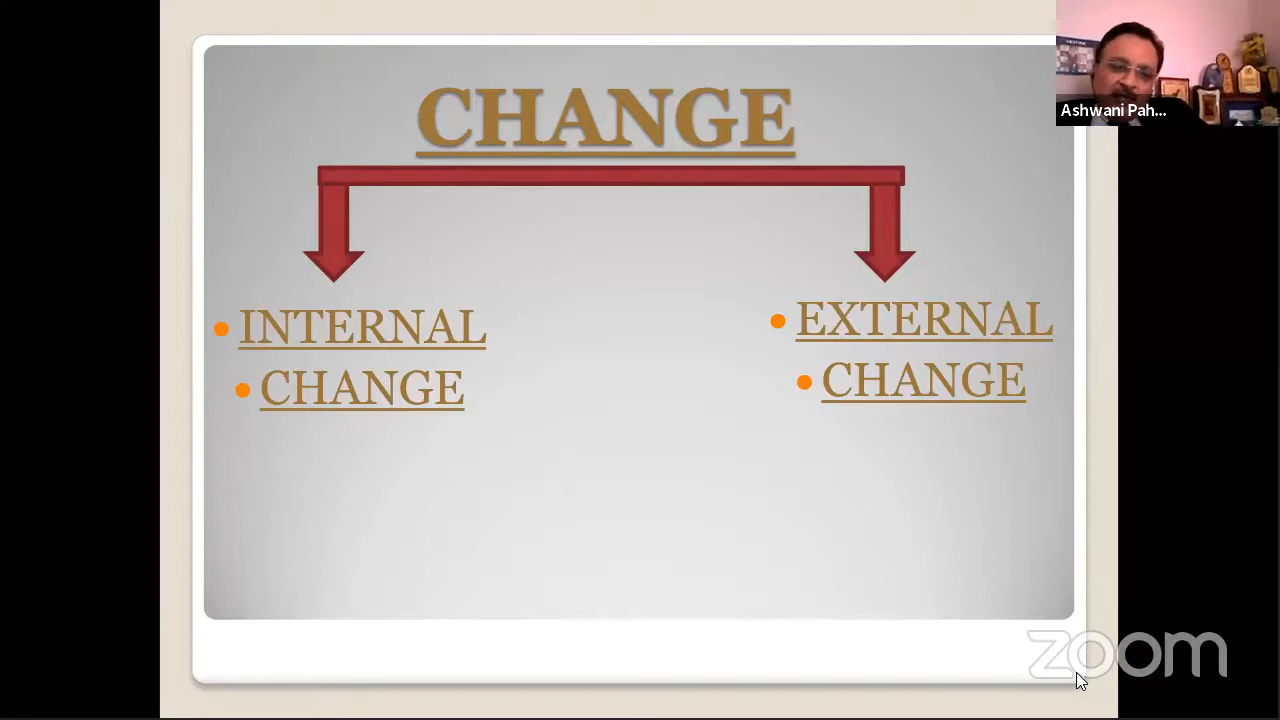 CHANGE
INTERNAL
CHANGE
EXTERNAL
CHANGE
Ashwani Pah...
zoom